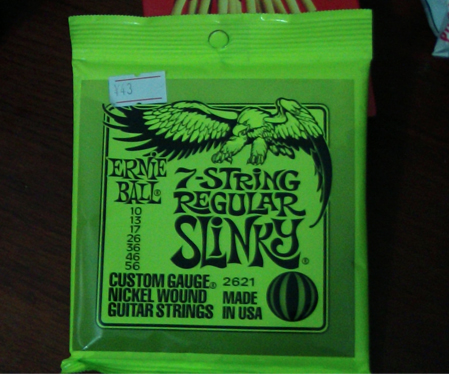 ¥43
ERNIE
BALL®
10
13
17
26
36
46
56
7-STRING
REGULAR
SLINKY®
CUSTOM GAUGE®
NICKEL WOUND
GUITAR STRINGS
2621
MADE
IN USA